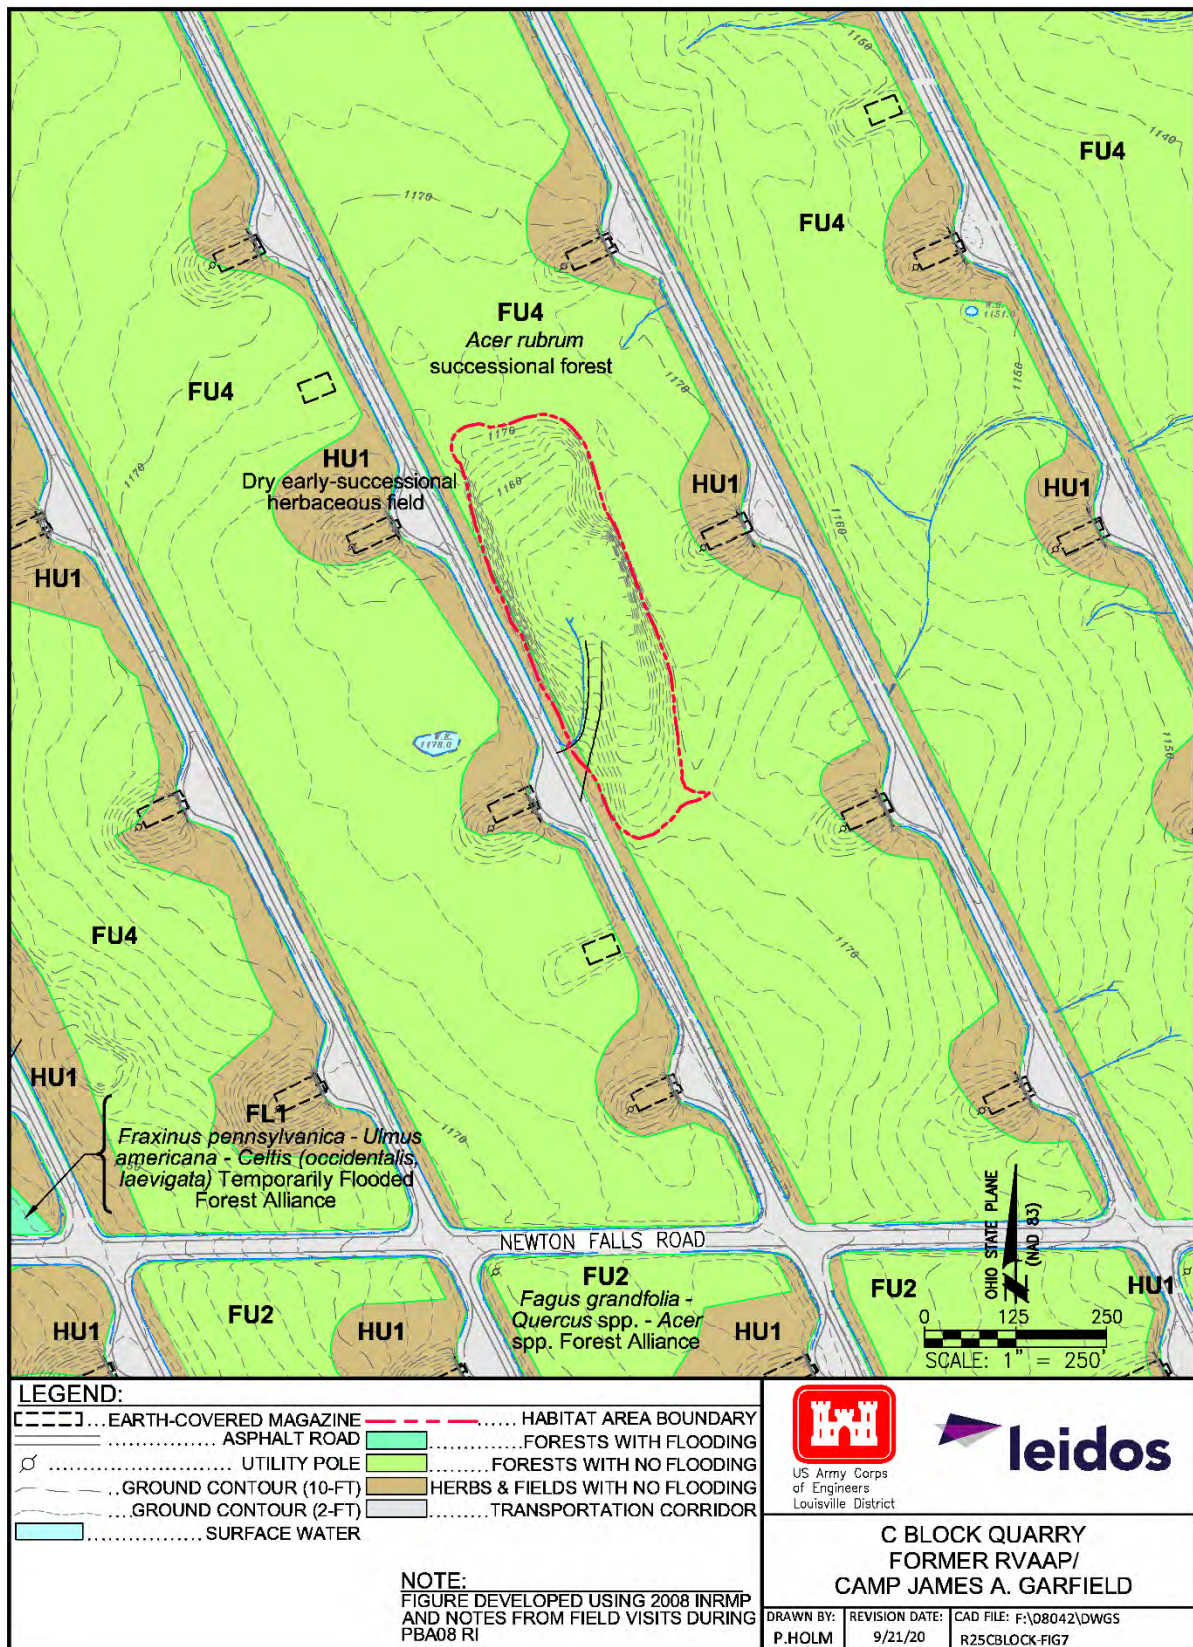 1150
1140
FU4
FU4
1170
W.E.
1151.0
FU4
Acer rubrum
successional forest
1160
1170
FU4
1170
1170
HU1
Dry early-successional
herbaceous field
1160
HU1
HU1
1160
HU1
W.E.
1178.0
1150
FU4
1170
HU1
FL1
Fraxinus pennsylvanica - Ulmus
americana - Celtis (occidentalis,
laevigata) Temporarily Flooded
Forest Alliance
1170
1150
OHIO STATE PLANE
(NAD 83)
NEWTON FALLS ROAD
FU2
Fagus grandfolia -
Quercus spp. - Acer
spp. Forest Alliance
FU2
HU1
FU2
HU1
HU1
HU1
0 125 250
SCALE: 1" = 250'
LEGEND:
EARTH-COVERED MAGAZINE
ASPHALT ROAD
UTILITY POLE
GROUND CONTOUR (10-FT)
GROUND CONTOUR (2-FT)
SURFACE WATER
HABITAT AREA BOUNDARY
FORESTS WITH FLOODING
FORESTS WITH NO FLOODING
HERBS & FIELDS WITH NO FLOODING
TRANSPORTATION CORRIDOR
NOTE:
FIGURE DEVELOPED USING 2008 INRMP
AND NOTES FROM FIELD VISITS DURING
PBA08 RI
US Army Corps
of Engineers
Louisville District
leidos
C BLOCK QUARRY
FORMER RVAAP/
CAMP JAMES A. GARFIELD
DRAWN BY:
P.HOLM
REVISION DATE:
9/21/20
CAD FILE: F:\08042\DWGS
R25CBLOCK-FIG7